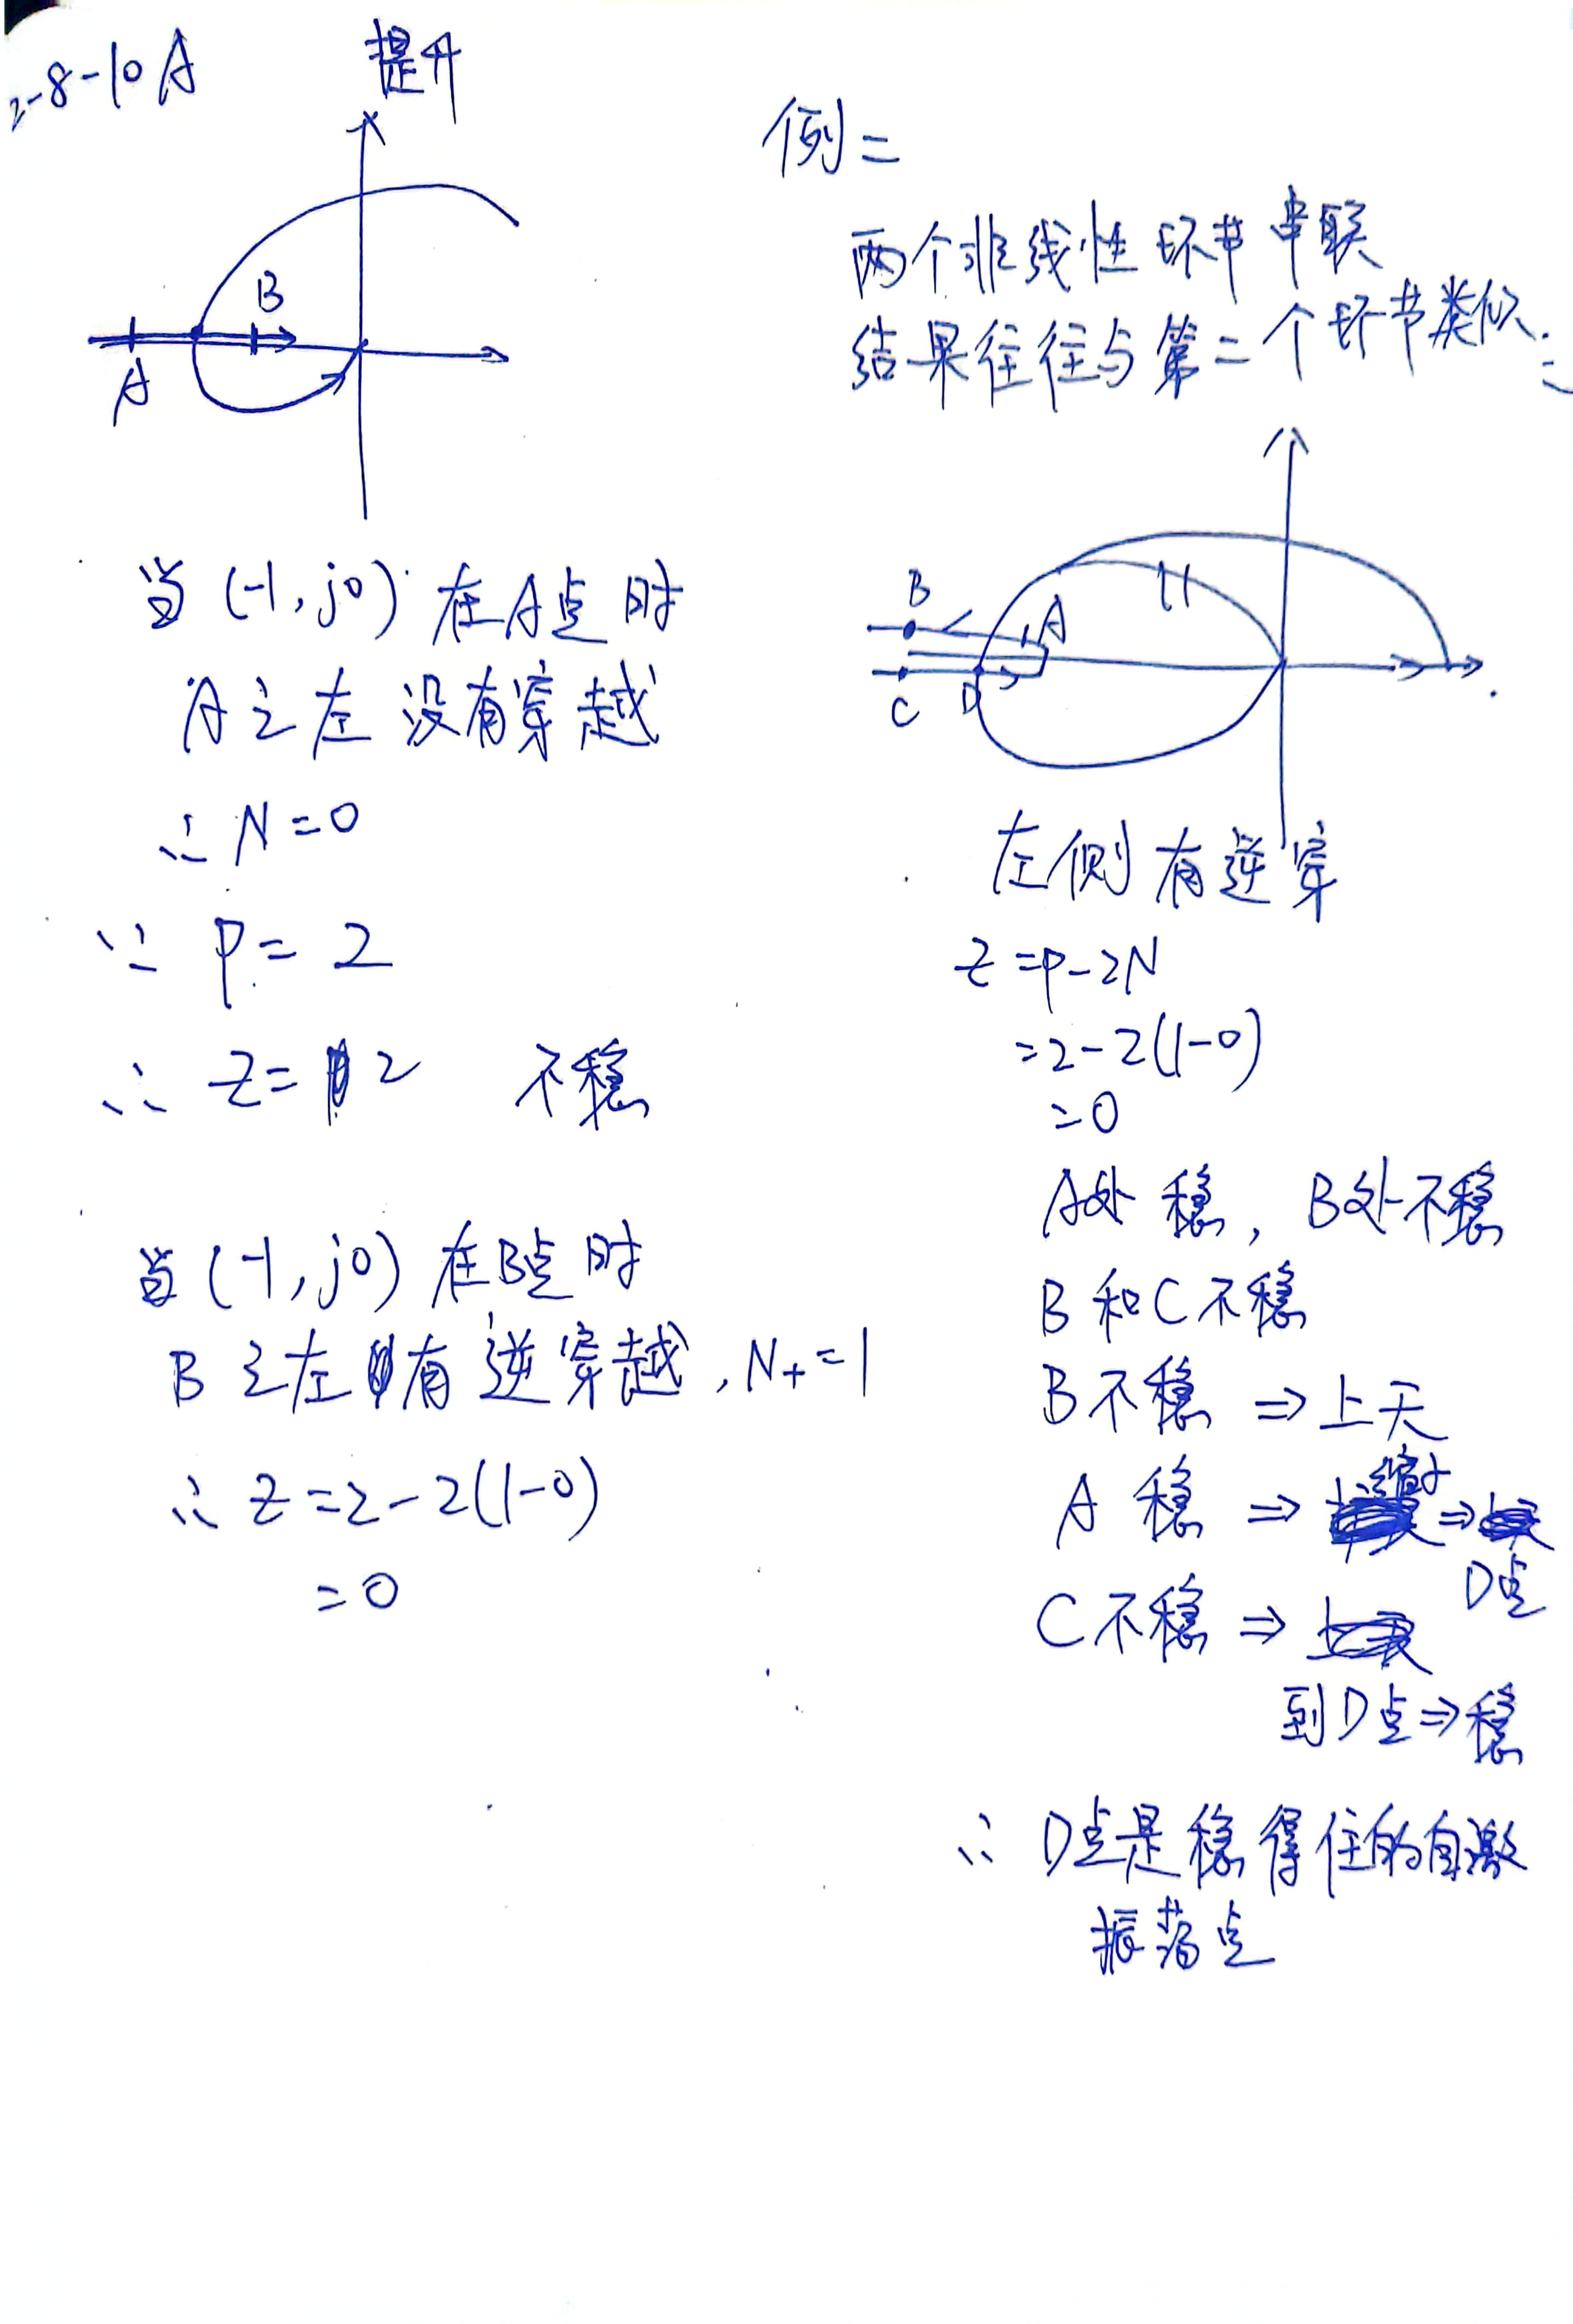 2-8-10A 提升
B
A
当(-1,j0)在A点时
A之左没有穿越
∴ N=0
∵ P=2
∴ Z=2 不稳
当(-1,j0)在B点时
B之左有逆穿越,N+=1
∴ Z=2-2(1-0)
=0
例二
两个非线性环节串联
结果往往与第二个环节类似.
B
A
C
D
左侧有逆穿
Z=P-2N
=2-2(1-0)
=0
A处稳,B处不稳
B和C不稳
B不稳⇒上天
A稳⇒缩小⇒
D点
C不稳⇒
到D点⇒稳
∴ D点是稳得住的自激
振荡点